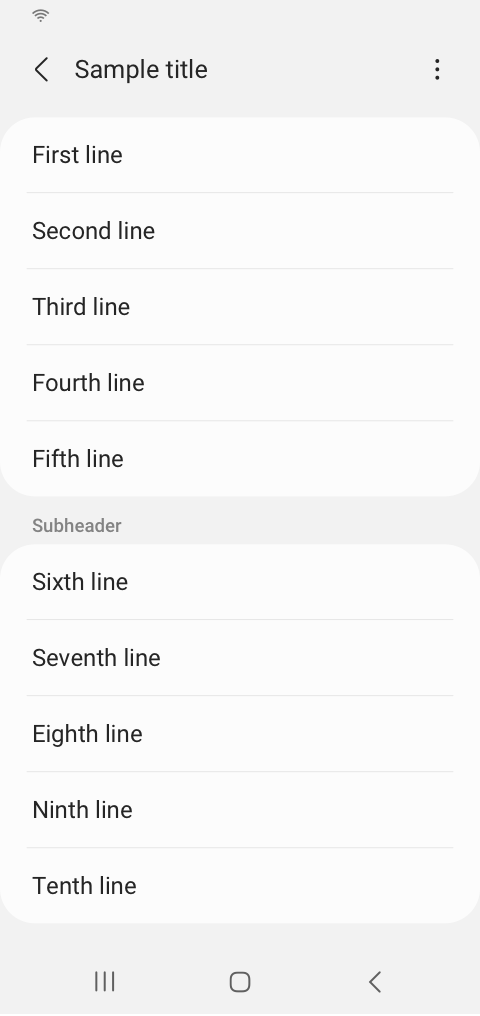 Sample title
First line
Second line
Third line
Fourth line
Fifth line
Subheader
Sixth line
Seventh line
Eighth line
Ninth line
Tenth line